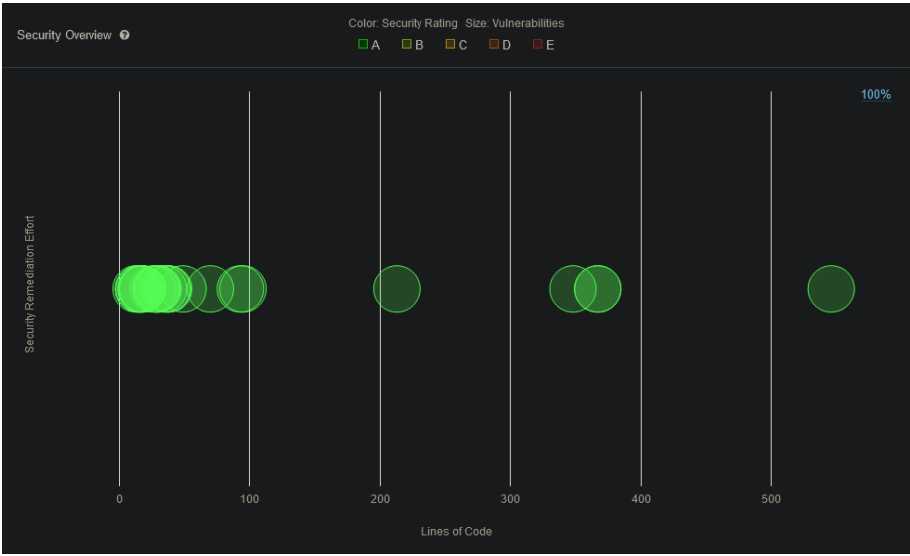 Color: Security Rating Size: Vulnerabilities
Security Overview ?
A B C D E
100%
Security Remediation Effort
0 100 200 300 400 500
Lines of Code